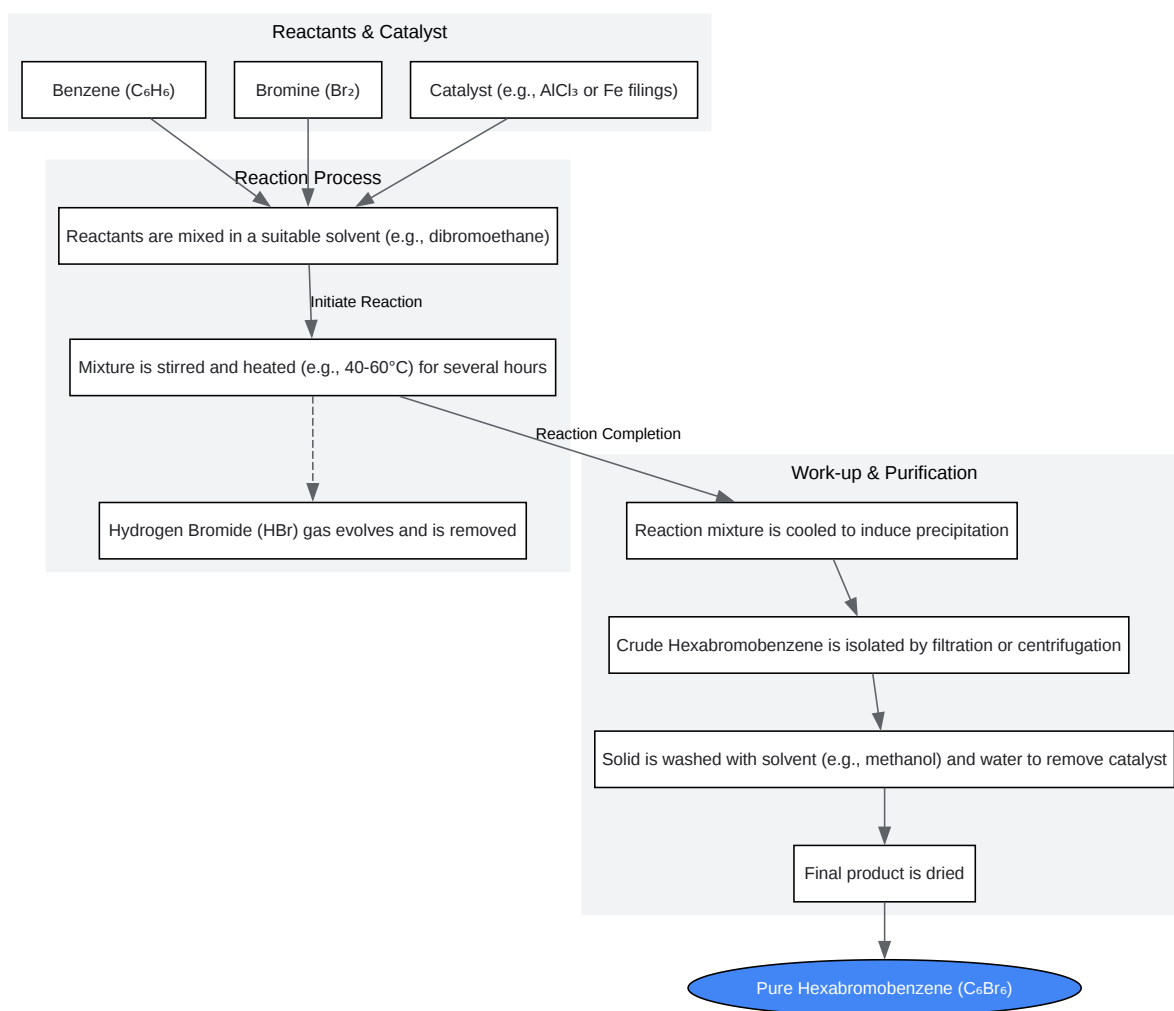 Reactants & Catalyst
Benzene (C₆H₆)
Bromine (Br₂)
Catalyst (e.g., AlCl₃ or Fe filings)
Reaction Process
Reactants are mixed in a suitable solvent (e.g., dibromoethane)
Initiate Reaction
Mixture is stirred and heated (e.g., 40-60°C) for several hours
Reaction Completion
Hydrogen Bromide (HBr) gas evolves and is removed
Work-up & Purification
Reaction mixture is cooled to induce precipitation
Crude Hexabromobenzene is isolated by filtration or centrifugation
Solid is washed with solvent (e.g., methanol) and water to remove catalyst
Final product is dried
Pure Hexabromobenzene (C₆Br₆)